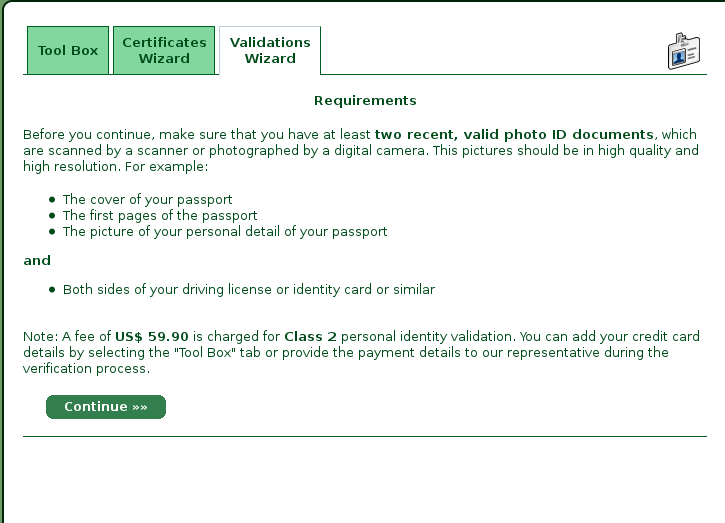 Tool Box
Certificates
Wizard
Validations
Wizard
Requirements
Before you continue, make sure that you have at least two recent, valid photo ID documents, which
are scanned by a scanner or photographed by a digital camera. This pictures should be in high quality and
high resolution. For example:
The cover of your passport
The first pages of the passport
The picture of your personal detail of your passport
and
Both sides of your driving license or identity card or similar
Note: A fee of US$ 59.90 is charged for Class 2 personal identity validation. You can add your credit card
details by selecting the "Tool Box" tab or provide the payment details to our representative during the
verification process.
Continue »»